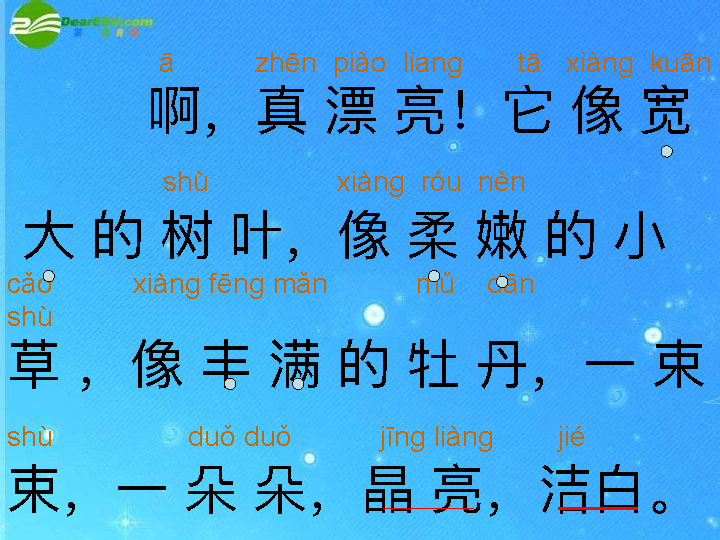 DearEDU.com
ā zhēn piào liang tā xiàng kuān
啊，真漂亮！它像宽
shù xiàng róu nèn
大的树叶，像柔嫩的小
cǎo xiàng fēng mǎn mǔ dān
shù
草，像丰满的牡丹，一束
shù duǒ duǒ jīng liàng jié
束，一朵朵，晶亮，洁白。